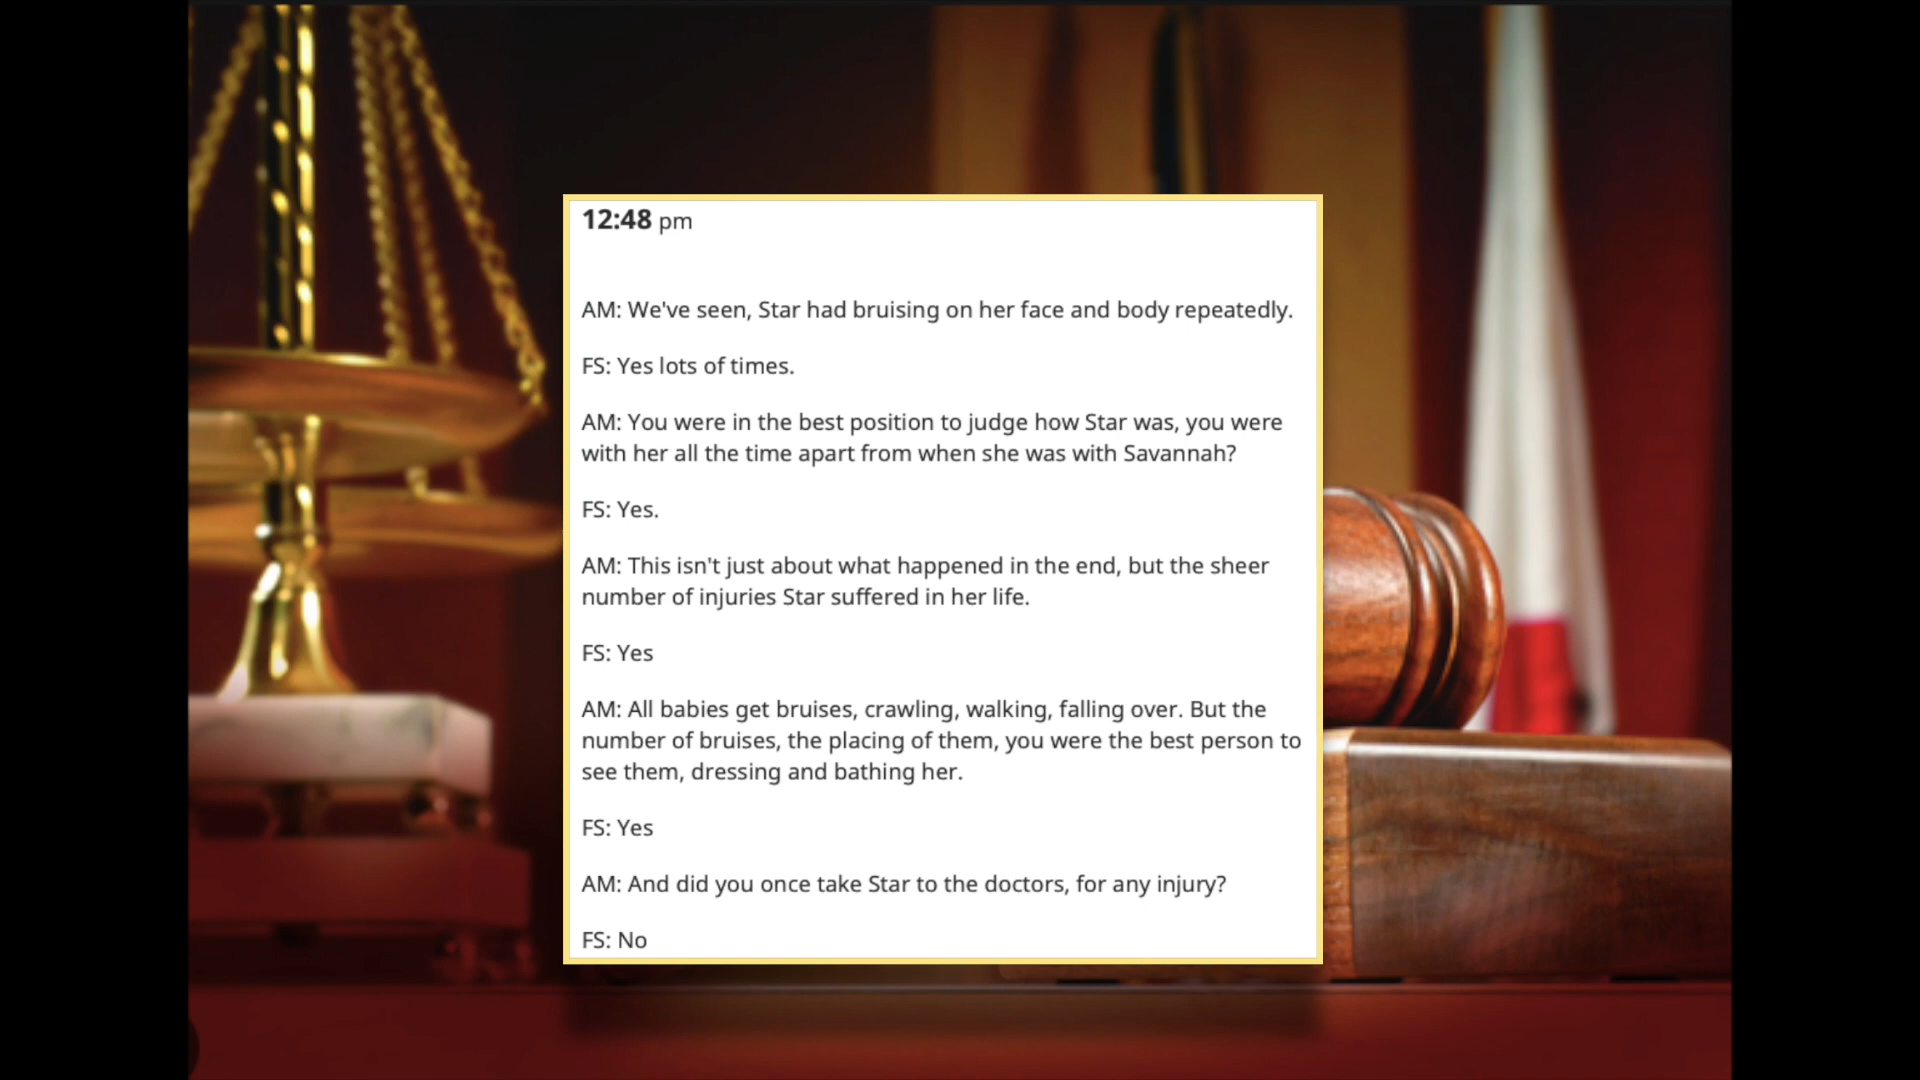 12:48 pm
AM: We've seen, Star had bruising on her face and body repeatedly.
FS: Yes lots of times.
AM: You were in the best position to judge how Star was, you were
with her all the time apart from when she was with Savannah?
FS: Yes.
AM: This isn't just about what happened in the end, but the sheer
number of injuries Star suffered in her life.
FS: Yes
AM: All babies get bruises, crawling, walking, falling over. But the
number of bruises, the placing of them, you were the best person to
see them, dressing and bathing her.
FS: Yes
AM: And did you once take Star to the doctors, for any injury?
FS: No